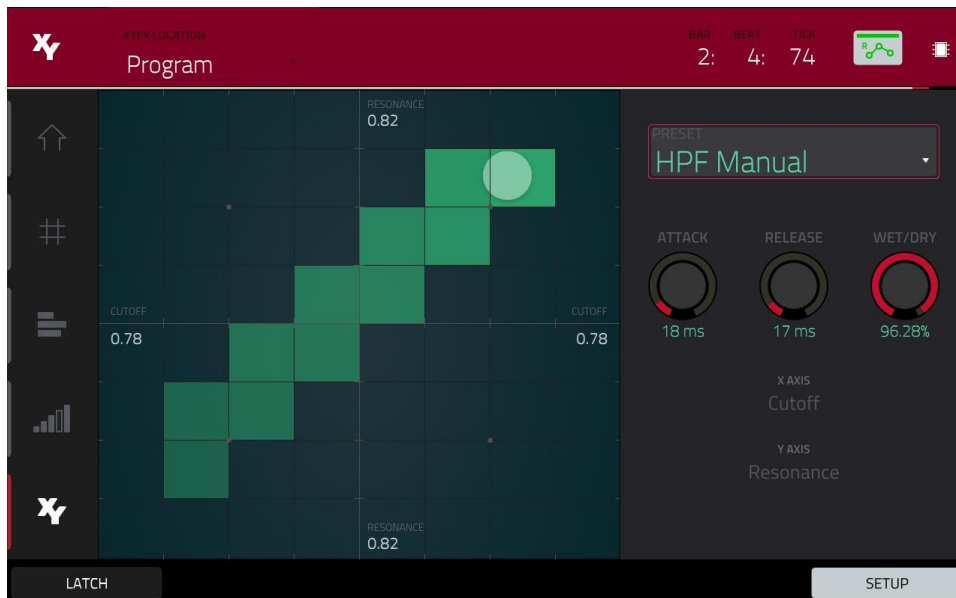 XY
XYFX LOCATION
Program
BAR BEAT TICK
2: 4: 74
R
RESONANCE
0.82
CUTOFF
0.78
CUTOFF
0.78
RESONANCE
0.82
XY
PRESET
HPF Manual
ATTACK RELEASE WET/DRY
18 ms 17 ms 96.28%
X AXIS
Cutoff
Y AXIS
Resonance
LATCH
SETUP